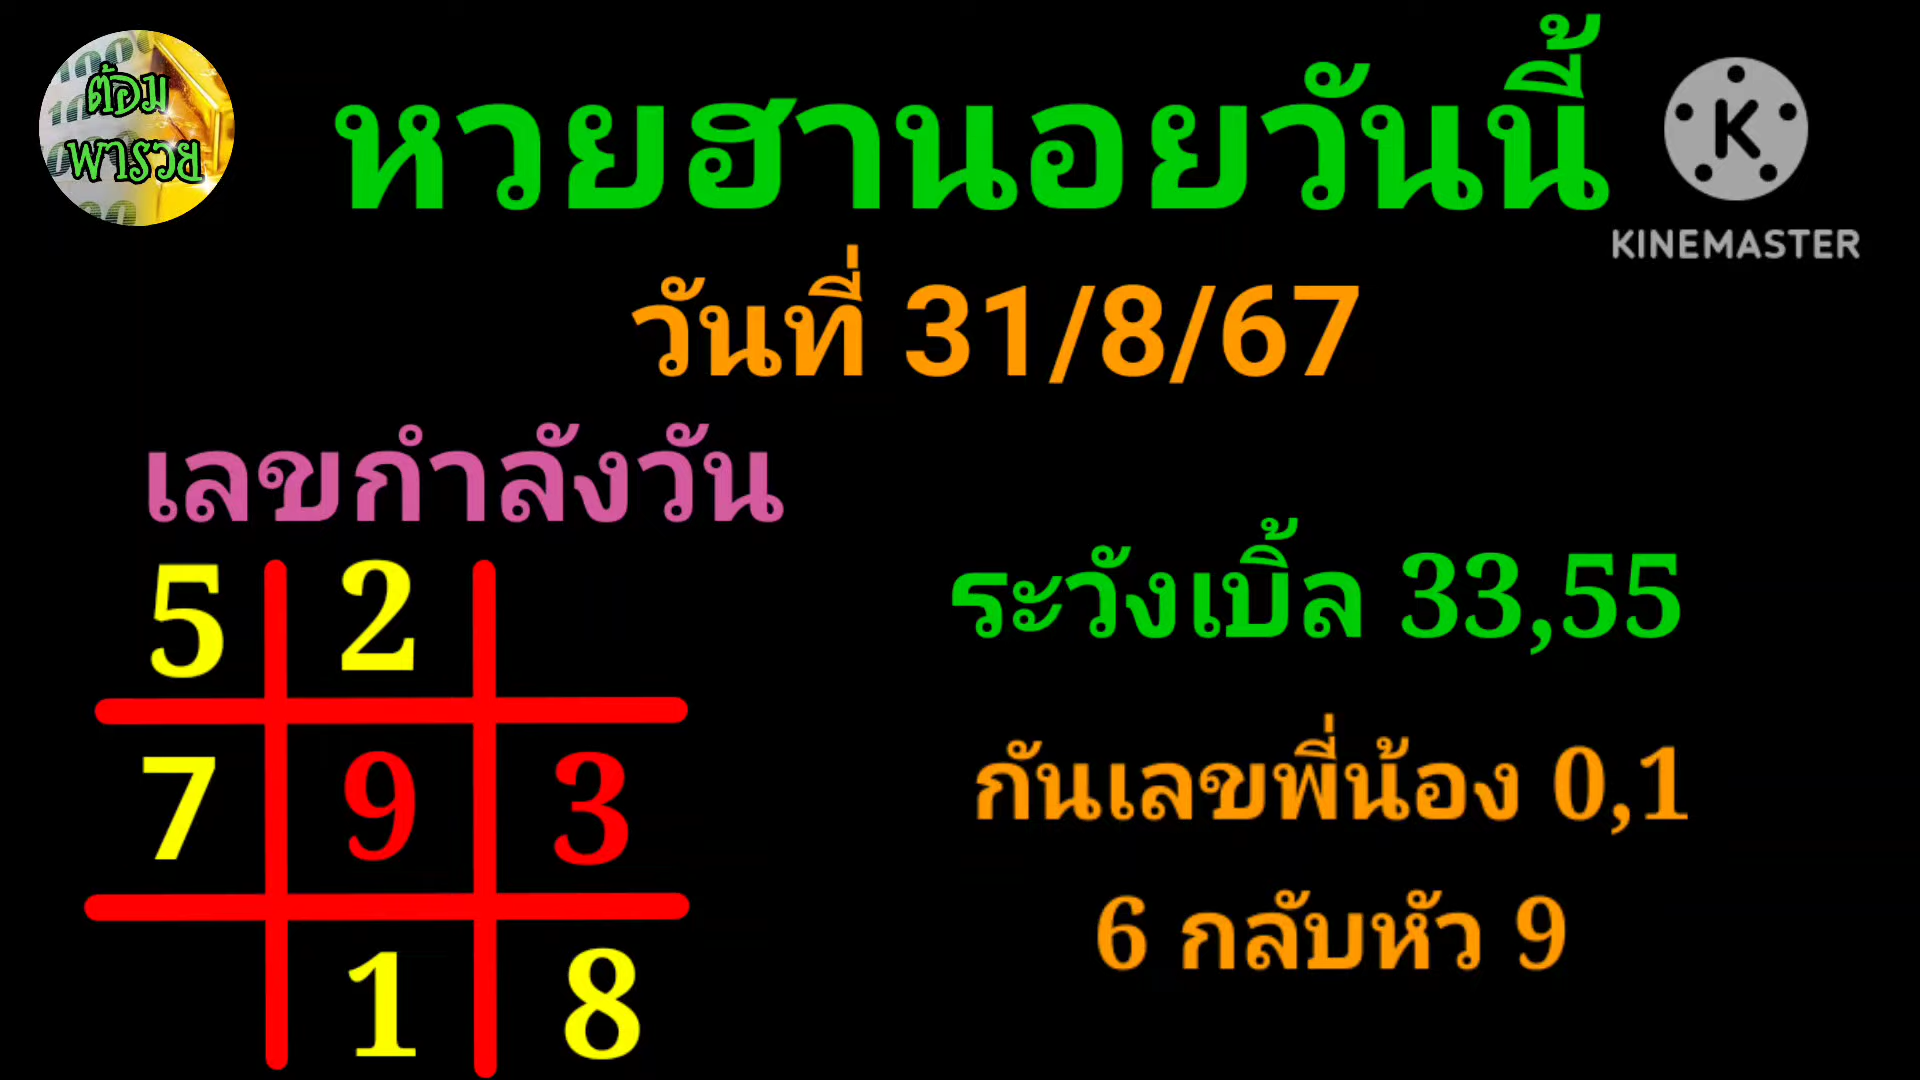 ต้อม
พารวย
หวยฮานอยวันนี้
KINEMASTER
วันที่ 31/8/67
เลขกำลังวัน
5 2
7 9 3
1 8
ระวังเบิ้ล 33,55
กันเลขพี่น้อง 0,1
6 กลับหัว 9